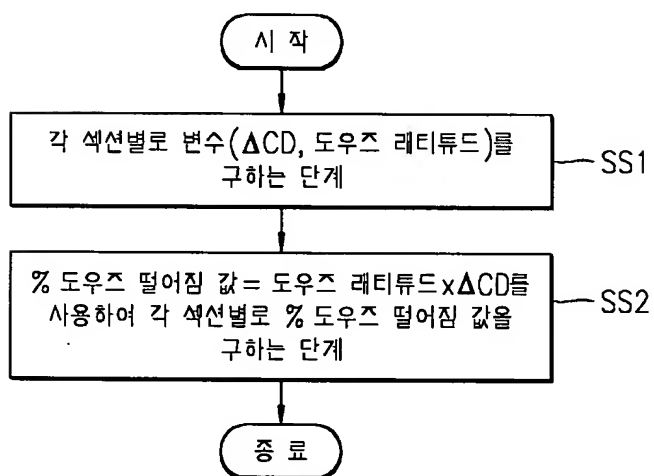 시 작
각 섹션별로 변수(ΔCD, 도우즈 래티튜드)를
구하는 단계
SS1
% 도우즈 떨어짐 값 = 도우즈 래티튜드xΔCD를
사용하여 각 섹션별로 % 도우즈 떨어짐 값을
구하는 단계
SS2
종 료